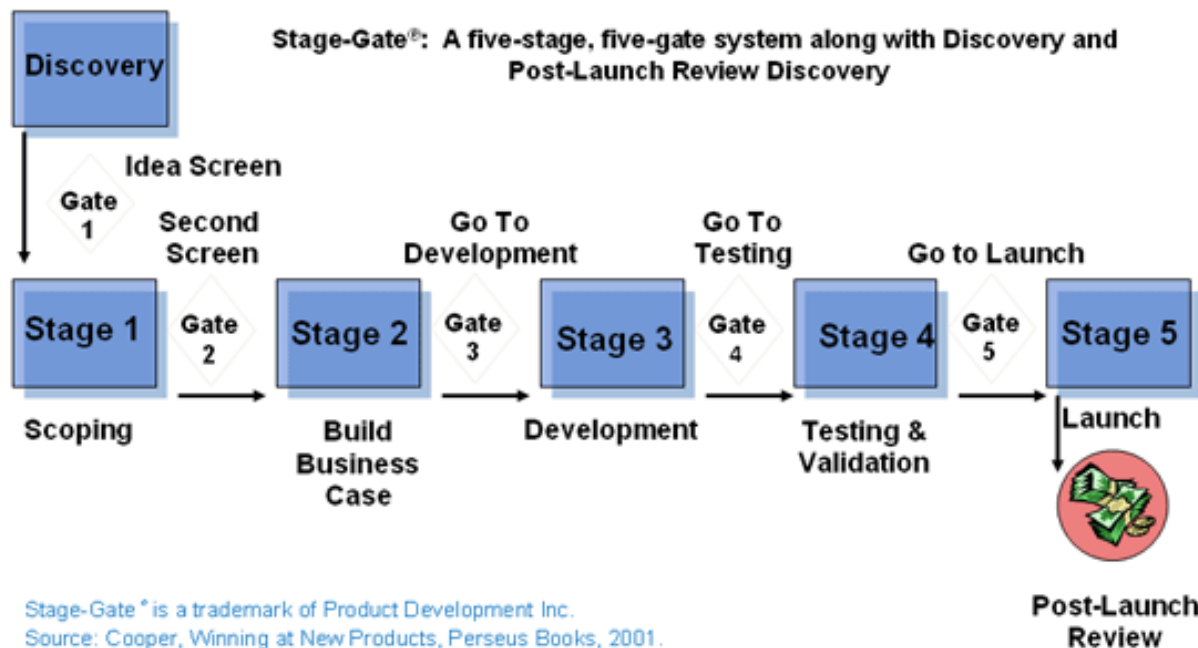 Stage-Gate®: A five-stage, five-gate system along with Discovery and
Post-Launch Review Discovery
Discovery
Idea Screen
Gate
1
Second
Screen
Go To
Development
Go To
Testing
Go to Launch
Stage 1
Gate
2
Stage 2
Gate
3
Stage 3
Gate
4
Stage 4
Gate
5
Stage 5
Scoping
Build
Business
Case
Development
Testing &
Validation
Launch
Post-Launch
Review
Stage-Gate ® is a trademark of Product Development Inc.
Source: Cooper, Winning at New Products, Perseus Books, 2001.